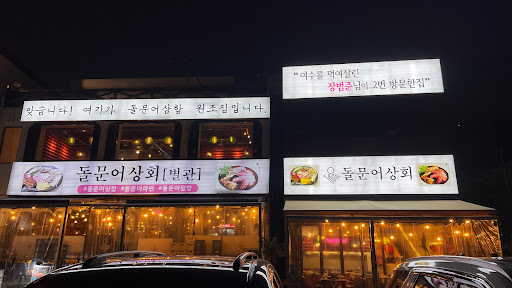 "여수를 먹여살린
장범준님이 2번 방문한집"
맞습니다! 여기가 돌문어상합 원조집입니다.
돌문어상회[별관]
#돌문어삼합 #돌문어라면 #돌문어덮밥
돌문어상회